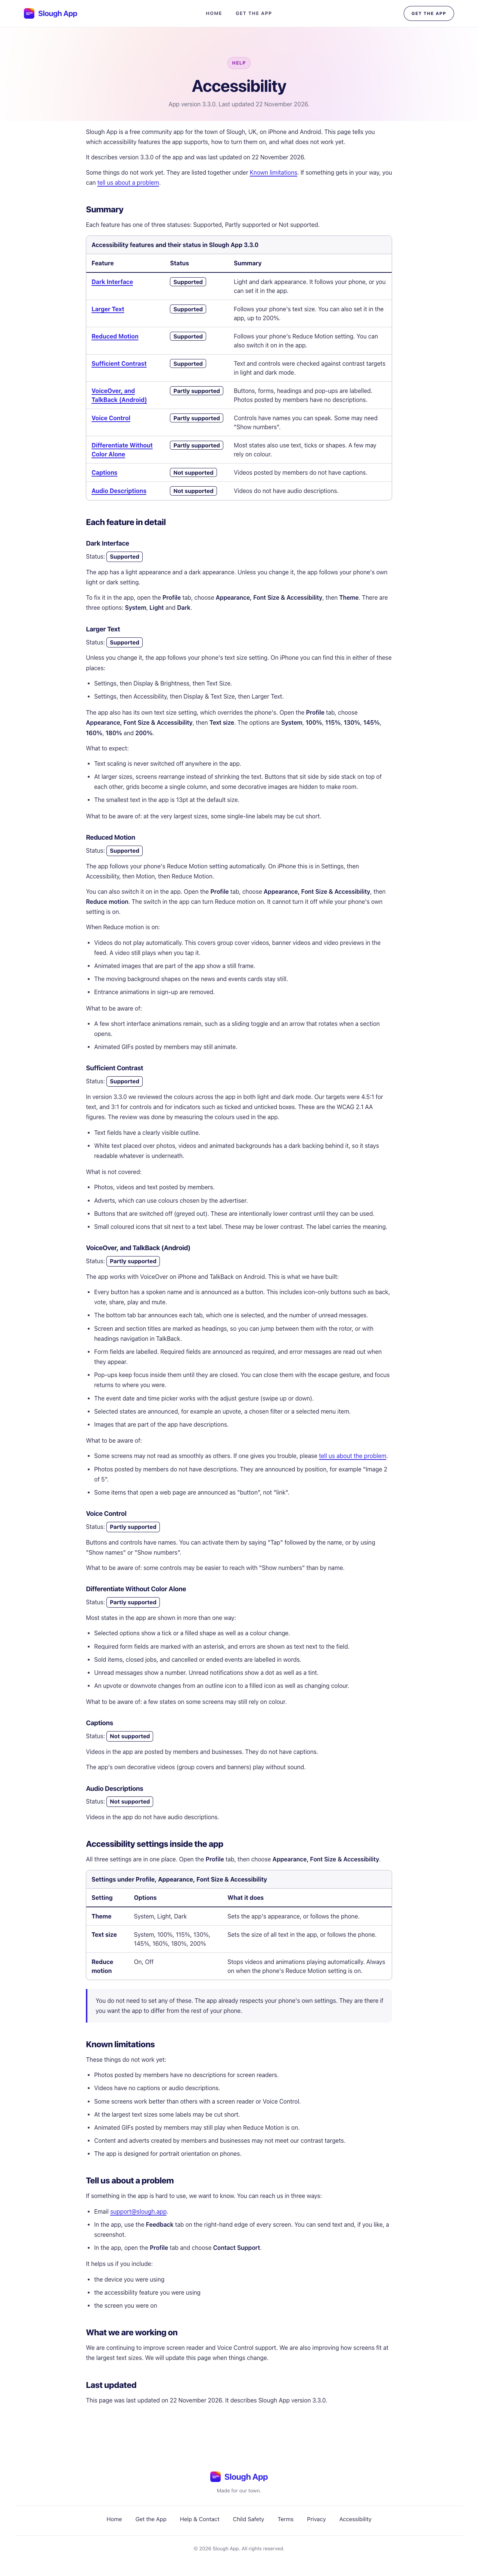 Slough App
HOME GET THE APP
GET THE APP
HELP
Accessibility
App version 3.3.0. Last updated 22 November 2026.
Slough App is a free community app for the town of Slough, UK, on iPhone and Android. This page tells you
which accessibility features the app supports, how to turn them on, and what does not work yet.
It describes version 3.3.0 of the app and was last updated on 22 November 2026.
Some things do not work yet. They are listed together under Known limitations. If something gets in your way, you
can tell us about a problem.
Summary
Each feature has one of three statuses: Supported, Partly supported or Not supported.
Accessibility features and their status in Slough App 3.3.0
Feature Status Summary
Dark Interface Supported Light and dark appearance. It follows your phone, or you
can set it in the app.
Larger Text Supported Follows your phone's text size. You can also set it in the
app, up to 200%.
Reduced Motion Supported Follows your phone's Reduce Motion setting. You can
also switch it on in the app.
Sufficient Contrast Supported Text and controls were checked against contrast targets
in light and dark mode.
VoiceOver, and Partly supported Buttons, forms, headings and pop-ups are labelled.
TalkBack (Android) Photos posted by members have no descriptions.
Voice Control Partly supported Controls have names you can speak. Some may need
"Show numbers".
Differentiate Without Partly supported Most states also use text, ticks or shapes. A few may
Color Alone rely on colour.
Captions Not supported Videos posted by members do not have captions.
Audio Descriptions Not supported Videos do not have audio descriptions.
Each feature in detail
Dark Interface
Status: Supported
The app has a light appearance and a dark appearance. Unless you change it, the app follows your phone's own
light or dark setting.
To fix it in the app, open the Profile tab, choose Appearance, Font Size & Accessibility, then Theme. There are
three options: System, Light and Dark.
Larger Text
Status: Supported
Unless you change it, the app follows your phone's text size setting. On iPhone you can find this in either of these
places:
• Settings, then Display & Brightness, then Text Size.
• Settings, then Accessibility, then Display & Text Size, then Larger Text.
The app also has its own text size setting, which overrides the phone's. Open the Profile tab, choose
Appearance, Font Size & Accessibility, then Text size. The options are System, 100%, 115%, 130%, 145%,
160%, 180% and 200%.
What to expect:
• Text scaling is never switched off anywhere in the app.
• At larger sizes, screens rearrange instead of shrinking the text. Buttons that sit side by side stack on top of
each other, grids become a single column, and some decorative images are hidden to make room.
• The smallest text in the app is 13pt at the default size.
What to be aware of: at the very largest sizes, some single-line labels may be cut short.
Reduced Motion
Status: Supported
The app follows your phone's Reduce Motion setting automatically. On iPhone this is in Settings, then
Accessibility, then Motion, then Reduce Motion.
You can also switch it on in the app. Open the Profile tab, choose Appearance, Font Size & Accessibility, then
Reduce motion. The switch in the app can turn Reduce motion on. It cannot turn it off while your phone's own
setting is on.
When Reduce motion is on:
• Videos do not play automatically. This covers group cover videos, banner videos and video previews in the
feed. A video still plays when you tap it.
• Animated images that are part of the app show a still frame.
• The moving background shapes on the news and events cards stay still.
• Entrance animations in sign-up are removed.
What to be aware of:
• A few short interface animations remain, such as a sliding toggle and an arrow that rotates when a section
opens.
• Animated GIFs posted by members may still animate.
Sufficient Contrast
Status: Supported
In version 3.3.0 we reviewed the colours across the app in both light and dark mode. Our targets were 4.5:1 for
text, and 3:1 for controls and for indicators such as ticked and unticked boxes. These are the WCAG 2.1 AA
figures. The review was done by measuring the colours used in the app.
• Text fields have a clearly visible outline.
• White text placed over photos, videos and animated backgrounds has a dark backing behind it, so it stays
readable whatever is underneath.
What is not covered:
• Photos, videos and text posted by members.
• Adverts, which can use colours chosen by the advertiser.
• Buttons that are switched off (greyed out). These are intentionally lower contrast until they can be used.
• Small coloured icons that sit next to a text label. These may be lower contrast. The label carries the meaning.
VoiceOver, and TalkBack (Android)
Status: Partly supported
The app works with VoiceOver on iPhone and TalkBack on Android. This is what we have built:
• Every button has a spoken name and is announced as a button. This includes icon-only buttons such as back,
vote, share, play and mute.
• The bottom tab bar announces each tab, which one is selected, and the number of unread messages.
• Screen and section titles are marked as headings, so you can jump between them with the rotor, or with
headings navigation in TalkBack.
• Form fields are labelled. Required fields are announced as required, and error messages are read out when
they appear.
• Pop-ups keep focus inside them until they are closed. You can close them with the escape gesture, and focus
returns to where you were.
• The event date and time picker works with the adjust gesture (swipe up or down).
• Selected states are announced, for example an upvote, a chosen filter or a selected menu item.
• Images that are part of the app have descriptions.
What to be aware of:
• Some screens may not read as smoothly as others. If one gives you trouble, please tell us about the problem.
• Photos posted by members do not have descriptions. They are announced by position, for example "Image 2
of 5".
• Some items that open a web page are announced as "button", not "link".
Voice Control
Status: Partly supported
Buttons and controls have names. You can activate them by saying "Tap" followed by the name, or by using
"Show names" or "Show numbers".
What to be aware of: some controls may be easier to reach with "Show numbers" than by name.
Differentiate Without Color Alone
Status: Partly supported
Most states in the app are shown in more than one way:
• Selected options show a tick or a filled shape as well as a colour change.
• Required form fields are marked with an asterisk, and errors are shown as text next to the field.
• Sold items, closed jobs, and cancelled or ended events are labelled in words.
• Unread messages show a number. Unread notifications show a dot as well as a tint.
• An upvote or downvote changes from an outline icon to a filled icon as well as changing colour.
What to be aware of: a few states on some screens may still rely on colour.
Captions
Status: Not supported
Videos in the app are posted by members and businesses. They do not have captions.
The app's own decorative videos (group covers and banners) play without sound.
Audio Descriptions
Status: Not supported
Videos in the app do not have audio descriptions.
Accessibility settings inside the app
All three settings are in one place. Open the Profile tab, then choose Appearance, Font Size & Accessibility.
Settings under Profile, Appearance, Font Size & Accessibility
Setting Options What it does
Theme System, Light, Dark Sets the app's appearance, or follows the phone.
Text size System, 100%, 115%, 130%, Sets the size of all text in the app, or follows the phone.
145%, 160%, 180%, 200%
Reduce On, Off Stops videos and animations playing automatically. Always
motion on when the phone's Reduce Motion setting is on.
You do not need to set any of these. The app already respects your phone's own settings. They are there if
you want the app to differ from the rest of your phone.
Known limitations
These things do not work yet:
• Photos posted by members have no descriptions for screen readers.
• Videos have no captions or audio descriptions.
• Some screens work better than others with a screen reader or Voice Control.
• At the largest text sizes some labels may be cut short.
• Animated GIFs posted by members may still play when Reduce Motion is on.
• Content and adverts created by members and businesses may not meet our contrast targets.
• The app is designed for portrait orientation on phones.
Tell us about a problem
If something in the app is hard to use, we want to know. You can reach us in three ways:
• Email support@slough.app.
• In the app, use the Feedback tab on the right-hand edge of every screen. You can send text and, if you like, a
screenshot.
• In the app, open the Profile tab and choose Contact Support.
It helps us if you include:
• the device you were using
• the accessibility feature you were using
• the screen you were on
What we are working on
We are continuing to improve screen reader and Voice Control support. We are also improving how screens fit at
the largest text sizes. We will update this page when things change.
Last updated
This page was last updated on 22 November 2026. It describes Slough App version 3.3.0.
Slough App
Made for our town.
Home Get the App Help & Contact Child Safety Terms Privacy Accessibility
© 2026 Slough App. All rights reserved.